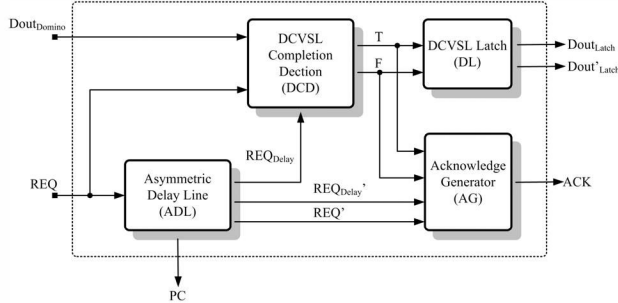 Dout_Domino
DCVSL
Completion
Dection
(DCD)
T
F
DCVSL Latch
(DL)
Dout_Latch
Dout'_Latch
REQ_Delay
REQ
Asymmetric
Delay Line
(ADL)
REQ_Delay'
REQ'
Acknowledge
Generator
(AG)
ACK
PC